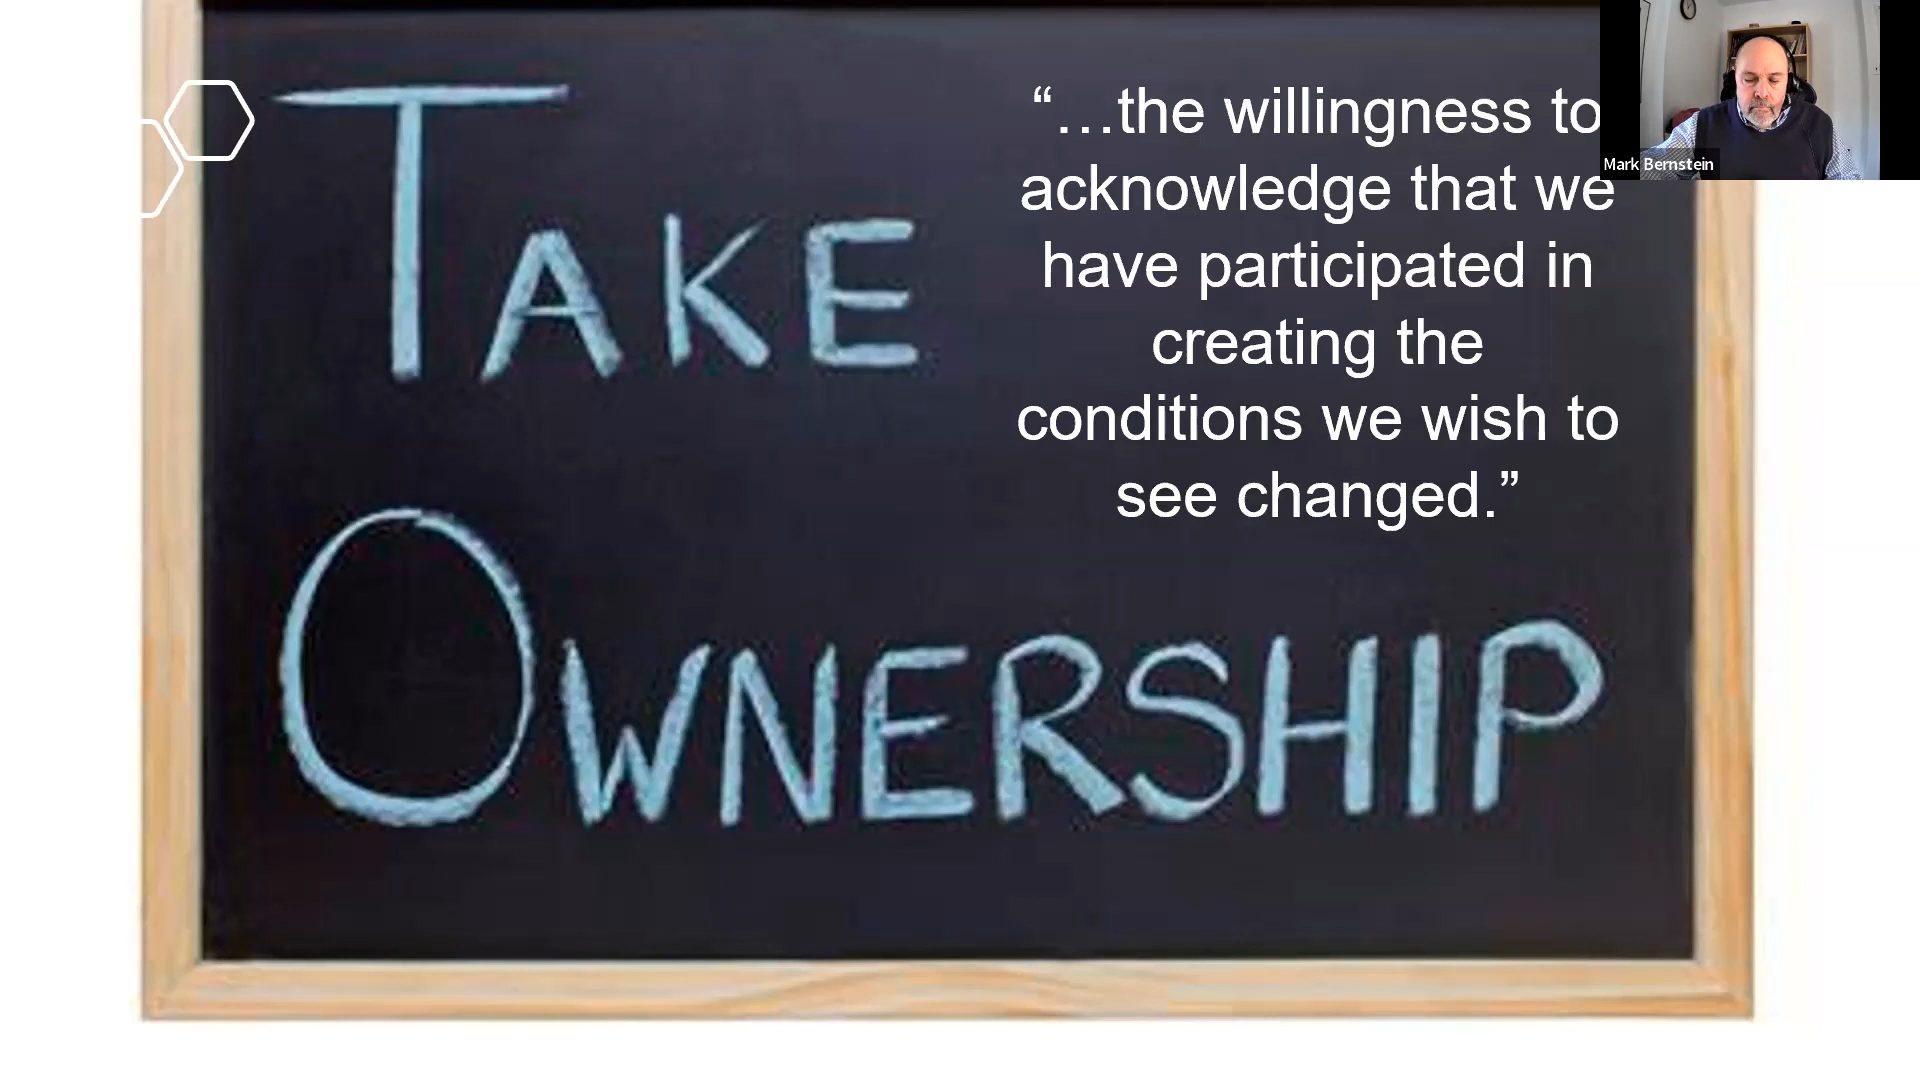 TAKE
OWNERSHIP
“…the willingness to
acknowledge that we
have participated in
creating the
conditions we wish to
see changed.”
Mark Bernstein